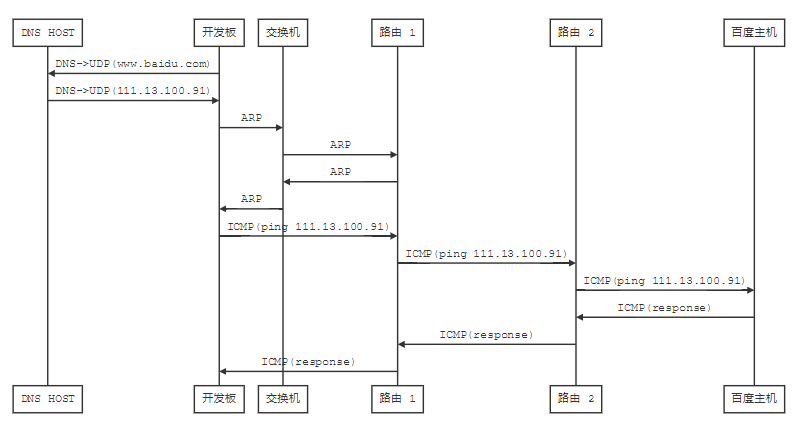 DNS HOST
开发板
交换机
路由 1
路由 2
百度主机
DNS->UDP(www.baidu.com)
DNS->UDP(111.13.100.91)
ARP
ARP
ARP
ARP
ICMP(ping 111.13.100.91)
ICMP(ping 111.13.100.91)
ICMP(ping 111.13.100.91)
ICMP(response)
ICMP(response)
ICMP(response)
DNS HOST
开发板
交换机
路由 1
路由 2
百度主机